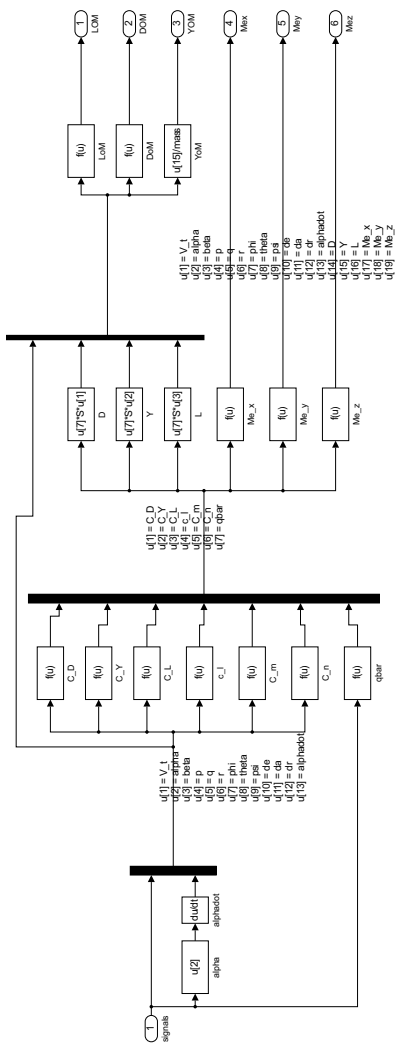 1
signals
u[2]
alpha
du/dt
alphadot
u[1] = V_t
u[2] = alpha
u[3] = beta
u[4] = p
u[5] = q
u[6] = r
u[7] = phi
u[8] = theta
u[9] = psi
u[10] = de
u[11] = da
u[12] = dr
u[13] = alphadot
f(u)
C_D
f(u)
C_Y
f(u)
C_L
f(u)
c_l
f(u)
C_m
f(u)
C_n
f(u)
qbar
u[1] = C_D
u[2] = C_Y
u[3] = C_L
u[4] = c_l
u[5] = C_m
u[6] = C_n
u[7] = qbar
u[7]*S*u[1]
D
u[7]*S*u[2]
Y
u[7]*S*u[3]
L
f(u)
Me_x
f(u)
Me_y
f(u)
Me_z
f(u)
LoM
f(u)
DoM
u[15]/mass
YoM
u[1] = V_t
u[2] = alpha
u[3] = beta
u[4] = p
u[5] = q
u[6] = r
u[7] = phi
u[8] = theta
u[9] = psi
u[10] = de
u[11] = da
u[12] = dr
u[13] = alphadot
u[14] = D
u[15] = Y
u[16] = L
u[17] = Me_x
u[18] = Me_y
u[19] = Me_z
1
LOM
2
DOM
3
YOM
4
Mex
5
Mey
6
Mez